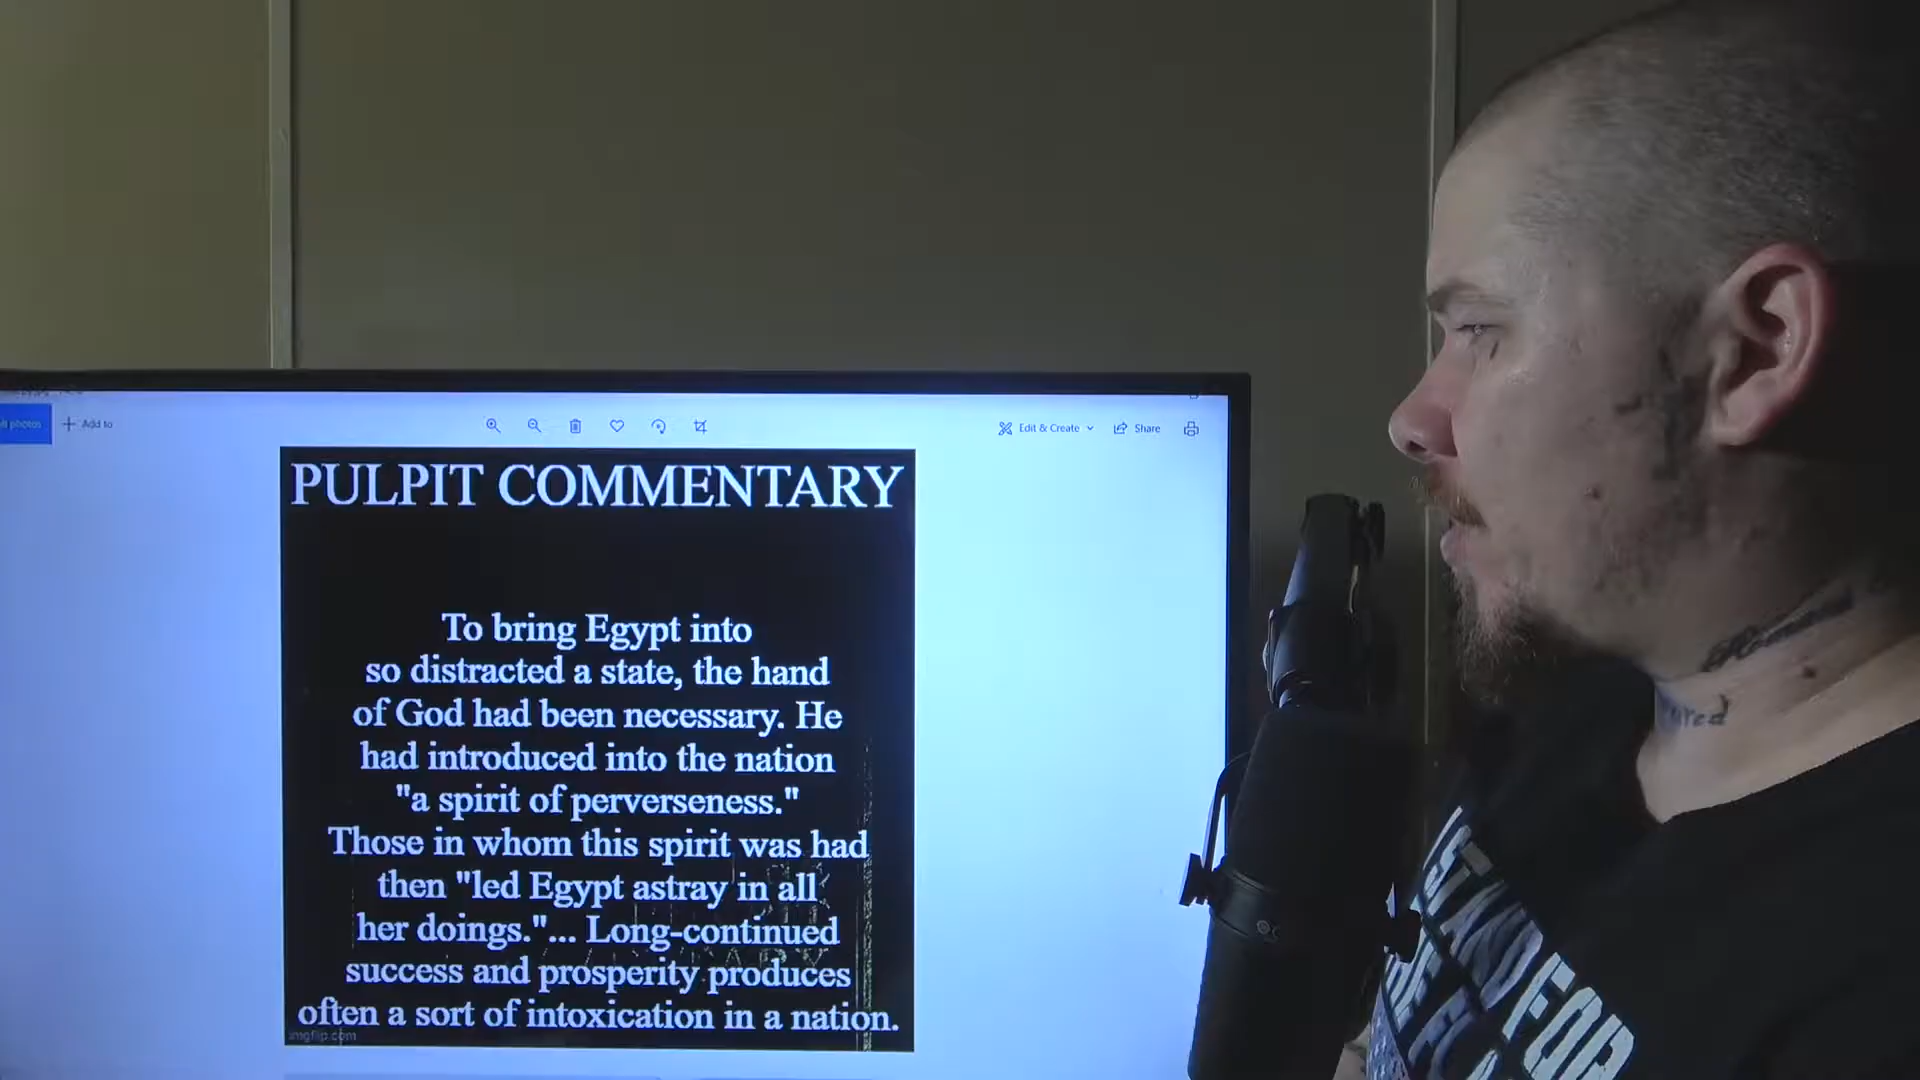 Add to
Edit & Create
Share
PULPIT COMMENTARY
To bring Egypt into
so distracted a state, the hand
of God had been necessary. He
had introduced into the nation
"a spirit of perverseness."
Those in whom this spirit was had
then "led Egypt astray in all
her doings."... Long-continued
success and prosperity produces
often a sort of intoxication in a nation.
imgflip.com
I STAND FOR